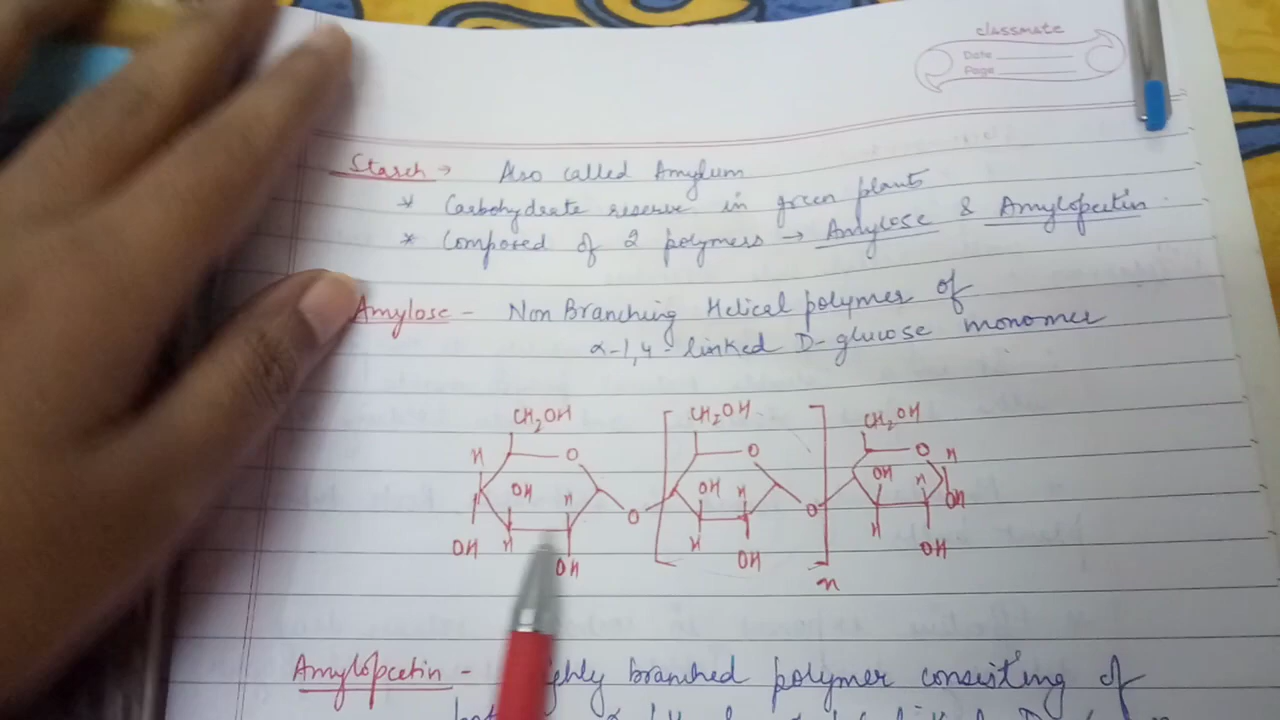 classmate
Date
Page
Starch → Also called Amylum
* Carbohydrate reserve in green plants
* Composed of 2 polymers → Amylose & Amylopectin
Amylose - Non Branching Helical polymer of
α-1,4-linked D-glucose monomer
CH₂OH CH₂OH CH₂OH
H O O O H
OH H OH H OH H OH
O O
OH H OH H OH H OH
n
Amylopectin - Highly branched polymer consisting of